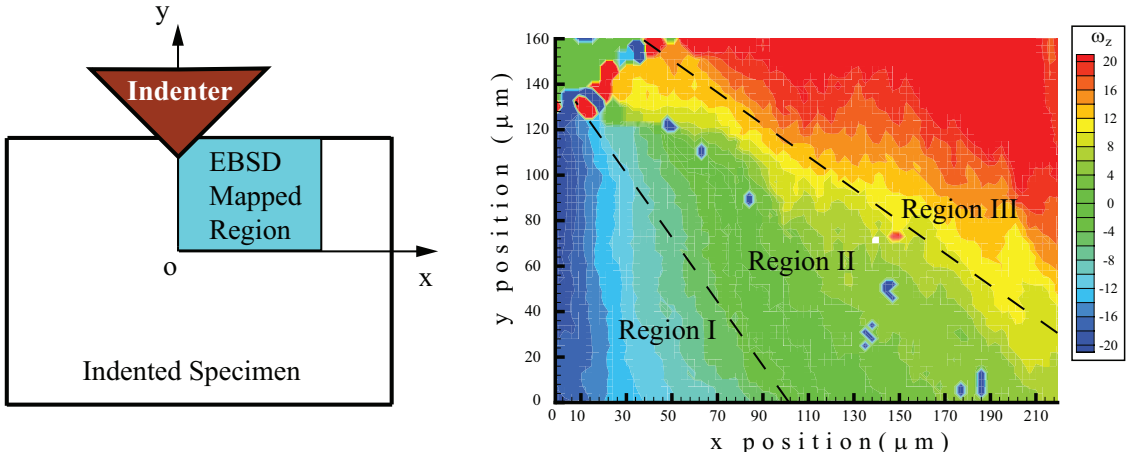 y
Indenter
EBSD
Mapped
Region
o
x
Indented Specimen
160
140
120
100
80
60
40
20
0
y position (μm)
0 10 30 50 70 90 110 130 150 170 190 210
x position(μm)
Region I
Region II
Region III
ω_z
20
16
12
8
4
0
-4
-8
-12
-16
-20